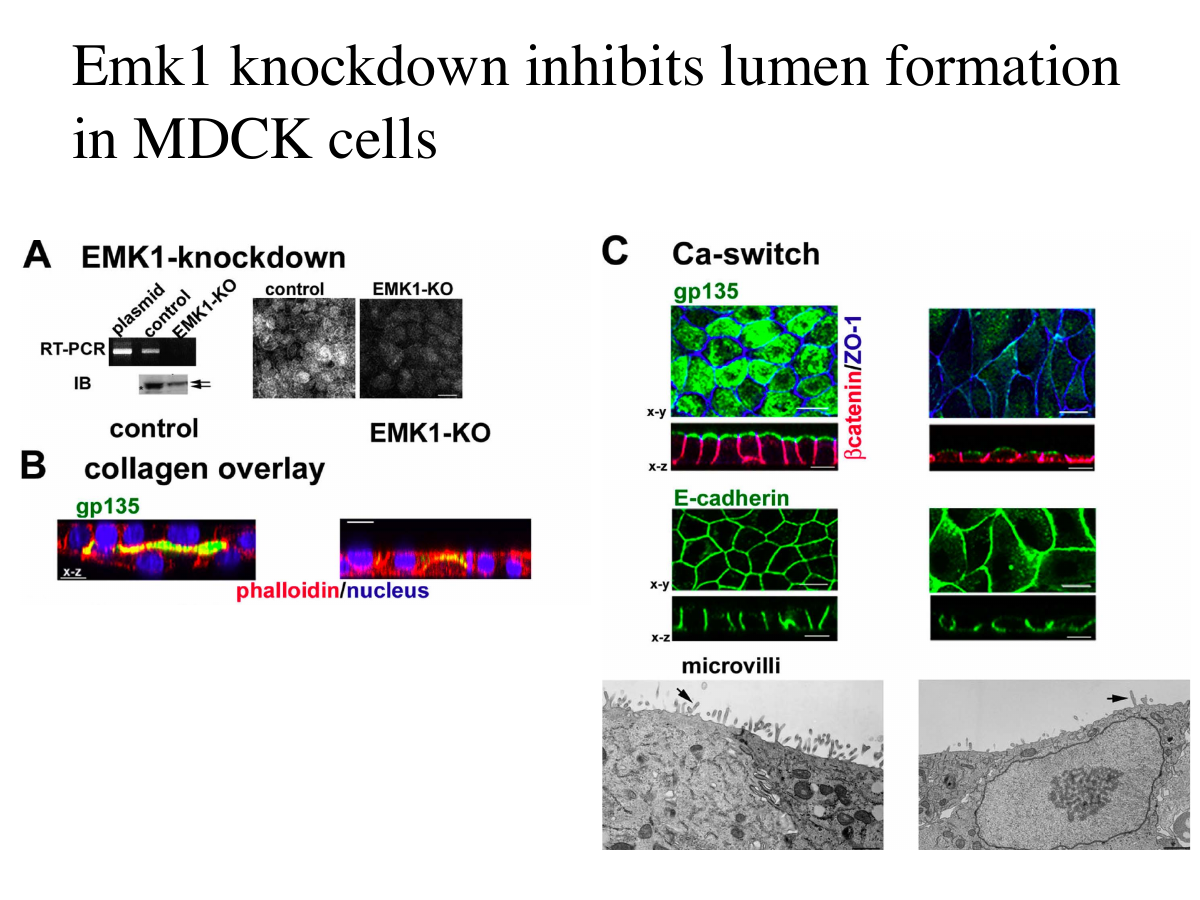 Emk1 knockdown inhibits lumen formation
in MDCK cells
A EMK1-knockdown
plasmid
control
EMK1-KO
RT-PCR
IB
*
control
EMK1-KO
control
EMK1-KO
B collagen overlay
gp135
x-z
phalloidin/nucleus
C Ca-switch
gp135
x-y
x-z
βcatenin/ZO-1
E-cadherin
x-y
x-z
microvilli